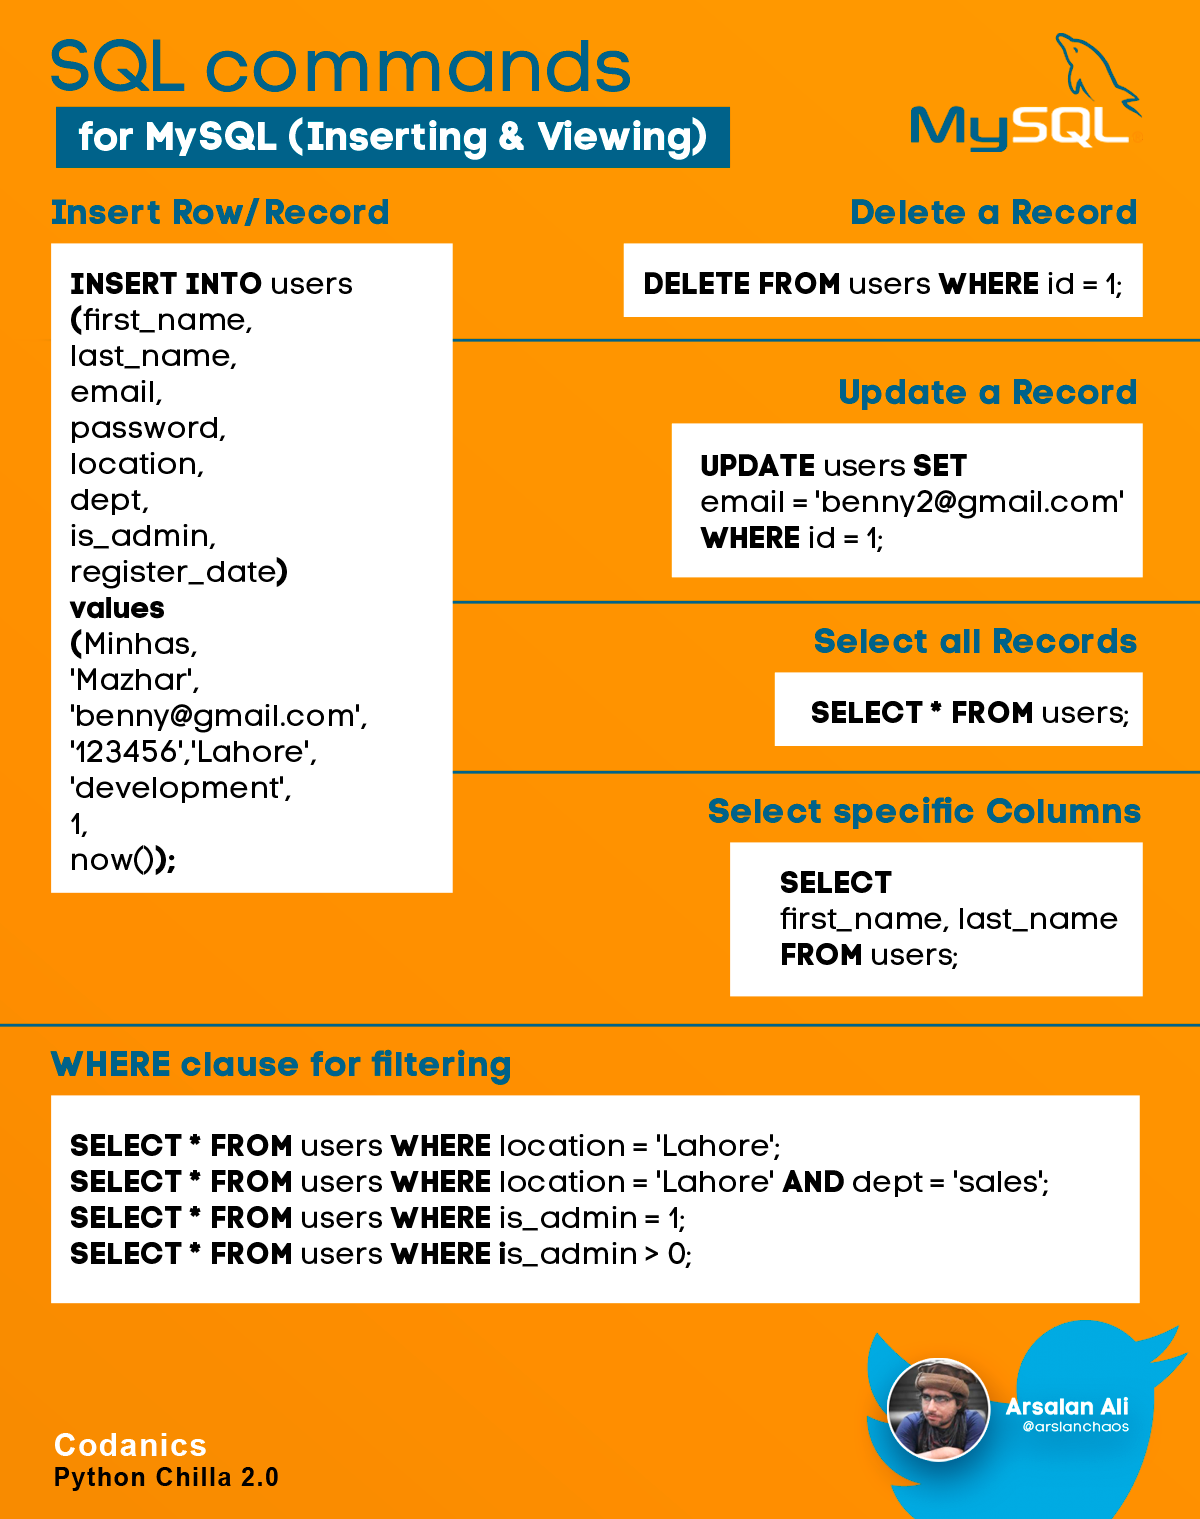 SQL commands
for MySQL (Inserting & Viewing)
MySQL
Insert Row/Record
INSERT INTO users
(first_name,
last_name,
email,
password,
location,
dept,
is_admin,
register_date)
values
(Minhas,
'Mazhar',
'benny@gmail.com',
'123456','Lahore',
'development',
1,
now());
Delete a Record
DELETE FROM users WHERE id = 1;
Update a Record
UPDATE users SET
email = 'benny2@gmail.com'
WHERE id = 1;
Select all Records
SELECT * FROM users;
Select specific Columns
SELECT
first_name, last_name
FROM users;
WHERE clause for filtering
SELECT * FROM users WHERE location = 'Lahore';
SELECT * FROM users WHERE location = 'Lahore' AND dept = 'sales';
SELECT * FROM users WHERE is_admin = 1;
SELECT * FROM users WHERE is_admin > 0;
Arsalan Ali
@arslanchaos
Codanics
Python Chilla 2.0